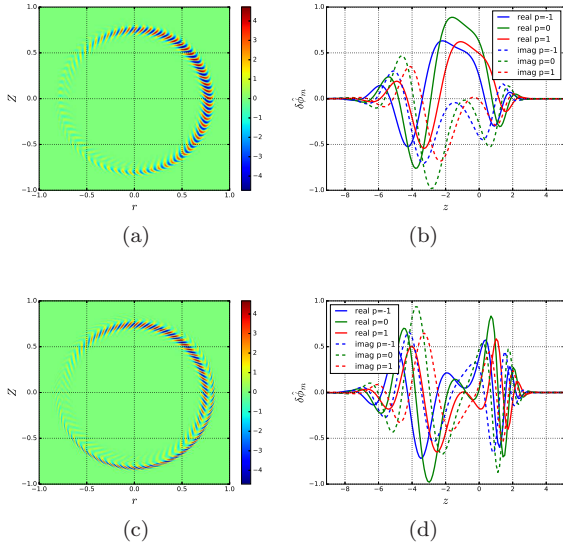 1.0
0.5
0.0
−0.5
−1.0
−1.0 −0.5 0.0 0.5 1.0
Z
r
4
3
2
1
0
−1
−2
−3
−4
(a)
1.0
0.5
0.0
0.5
1.0
−8 −6 −4 −2 0 2 4
δϕ̂m
z
real p=-1
real p=0
real p=1
imag p=-1
imag p=0
imag p=1
(b)
1.0
0.5
0.0
−0.5
−1.0
−1.0 −0.5 0.0 0.5 1.0
Z
r
4
3
2
1
0
−1
−2
−3
−4
(c)
1.0
0.5
0.0
0.5
1.0
−8 −6 −4 −2 0 2 4
δϕ̂m
z
real p=-1
real p=0
real p=1
imag p=-1
imag p=0
imag p=1
(d)